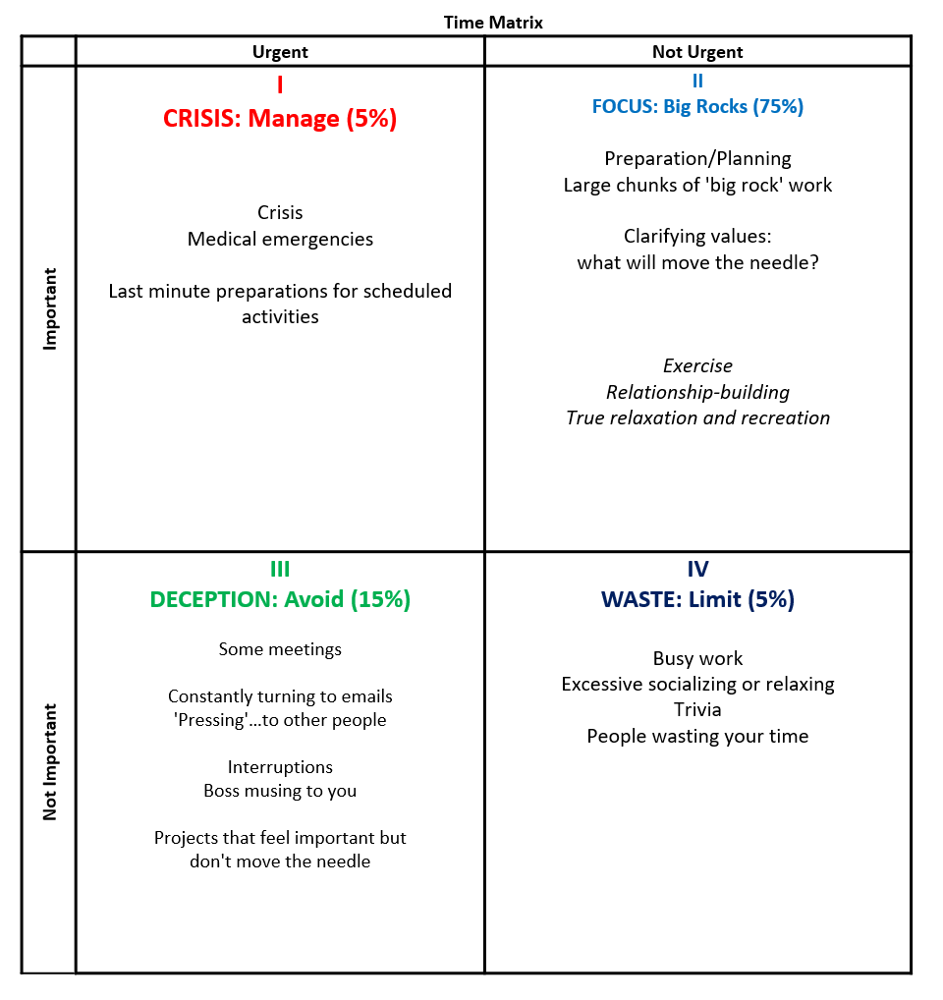 Time Matrix
Urgent
Not Urgent
Important
I
CRISIS: Manage (5%)
Crisis
Medical emergencies
Last minute preparations for scheduled
activities
II
FOCUS: Big Rocks (75%)
Preparation/Planning
Large chunks of 'big rock' work
Clarifying values:
what will move the needle?
Exercise
Relationship-building
True relaxation and recreation
Not Important
III
DECEPTION: Avoid (15%)
Some meetings
Constantly turning to emails
'Pressing'...to other people
Interruptions
Boss musing to you
Projects that feel important but
don't move the needle
IV
WASTE: Limit (5%)
Busy work
Excessive socializing or relaxing
Trivia
People wasting your time